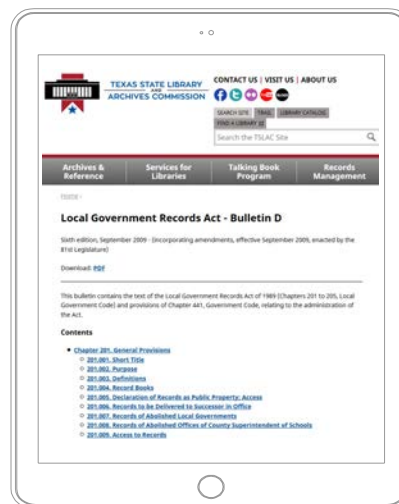 TEXAS STATE LIBRARY
AND
ARCHIVES COMMISSION
CONTACT US | VISIT US | ABOUT US
SEARCH SITE TRAIL LIBRARY CATALOG
FIND A LIBRARY
Search the TSLAC Site
Archives & Reference
Services for Libraries
Talking Book Program
Records Management
Home ›
Local Government Records Act - Bulletin D
Sixth edition, September 2009 - (Incorporating amendments, effective September 2009, enacted by the
81st Legislature)
Download: PDF
This bulletin contains the text of the Local Government Records Act of 1989 (Chapters 201 to 205, Local
Government Code) and provisions of Chapter 441, Government Code, relating to the administration of
the Act.
Contents
Chapter 201. General Provisions
201.001. Short Title
201.002. Purpose
201.003. Definitions
201.004. Record Books
201.005. Declaration of Records as Public Property; Access
201.006. Records to be Delivered to Successor in Office
201.007. Records of Abolished Local Governments
201.008. Records of Abolished Offices of County Superintendent of Schools
201.009. Access to Records